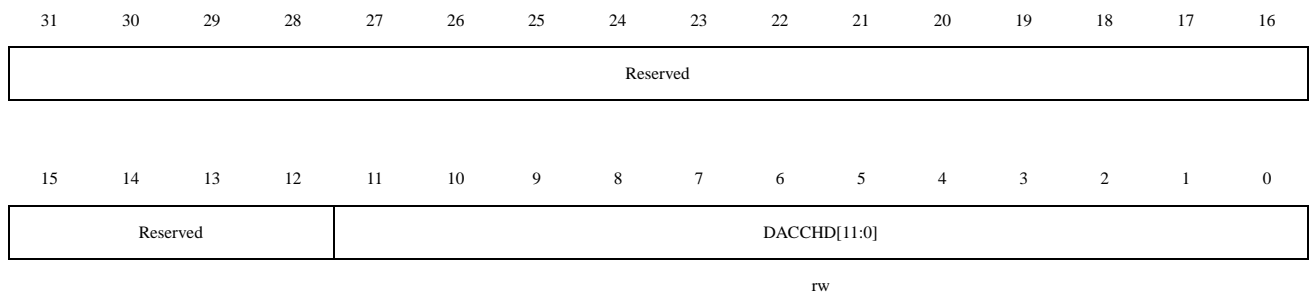 31 30 29 28 27 26 25 24 23 22 21 20 19 18 17 16
Reserved
15 14 13 12 11 10 9 8 7 6 5 4 3 2 1 0
Reserved DACCHD[11:0]
rw